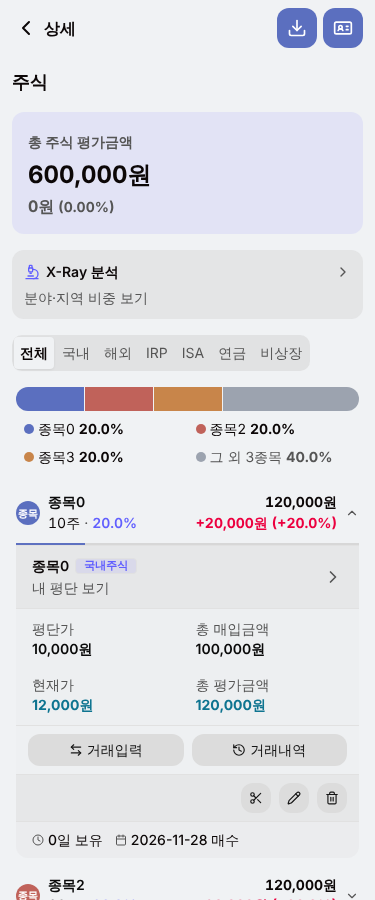 상세
주식
총 주식 평가금액
600,000원
0원 (0.00%)
X-Ray 분석
분야·지역 비중 보기
전체 국내 해외 IRP ISA 연금 비상장
종목0 20.0% 종목2 20.0%
종목3 20.0% 그 외 3종목 40.0%
종목 종목0 120,000원
10주 · 20.0% +20,000원 (+20.0%)
종목0 국내주식
내 평단 보기
평단가 총 매입금액
10,000원 100,000원
현재가 총 평가금액
12,000원 120,000원
거래입력 거래내역
0일 보유 2026-11-28 매수
종목 종목2 120,000원